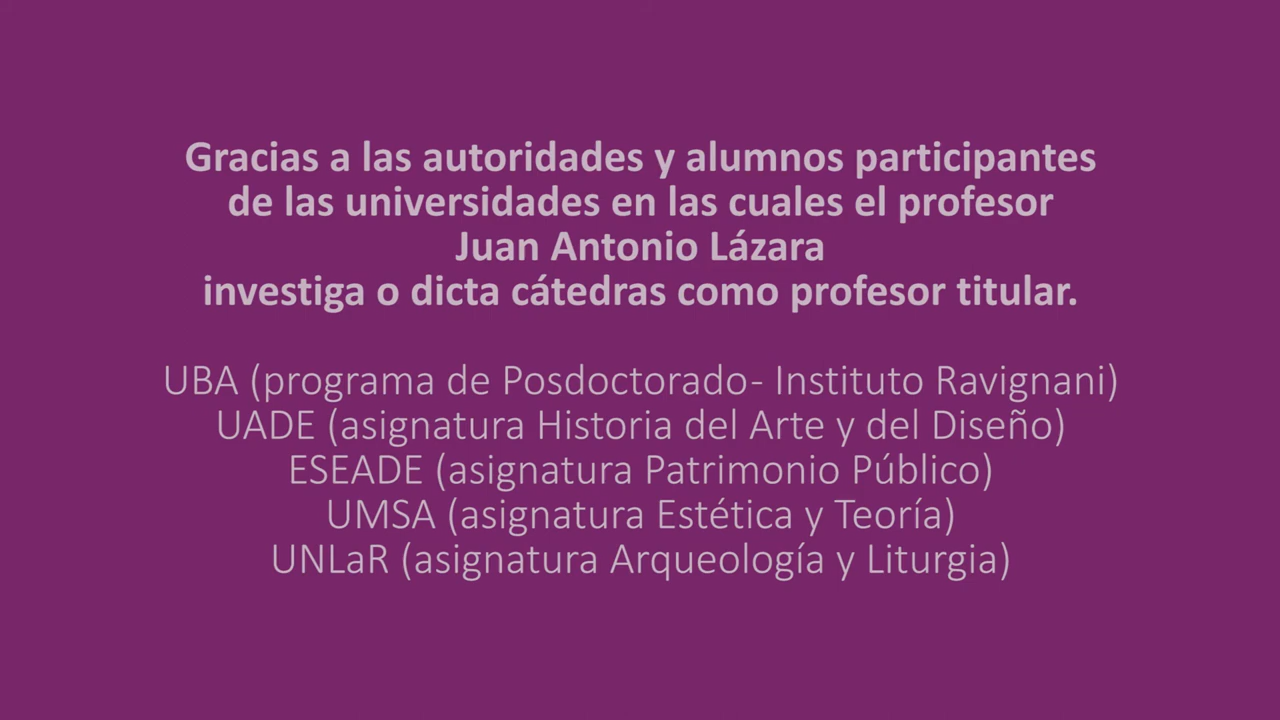 Gracias a las autoridades y alumnos participantes
de las universidades en las cuales el profesor
Juan Antonio Lázara
investiga o dicta cátedras como profesor titular.
UBA (programa de Posdoctorado- Instituto Ravignani)
UADE (asignatura Historia del Arte y del Diseño)
ESEADE (asignatura Patrimonio Público)
UMSA (asignatura Estética y Teoría)
UNLaR (asignatura Arqueología y Liturgia)